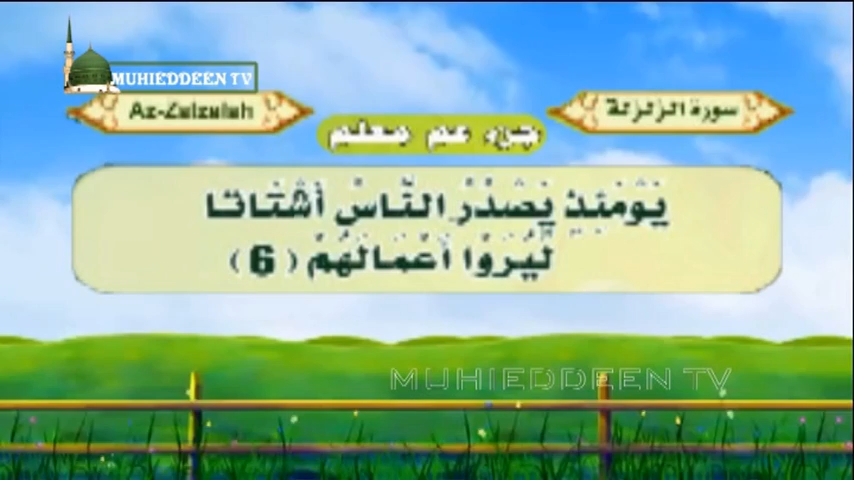 MUHIEDDEEN TV
Az-Zalzalah
سورة الزلزلة
جزء عم معلم
يَوْمَئِذٍ يَصْدُرُ النَّاسُ أَشْتَاتًا
لِّيُرَوْا أَعْمَالَهُمْ (6)
MUHIEDDEEN TV